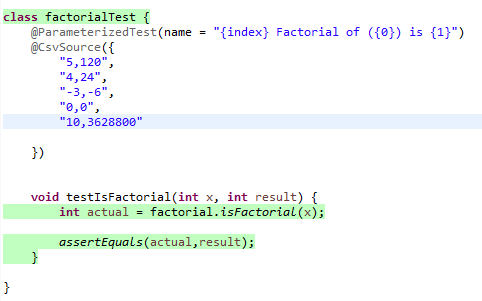 class factorialTest {
@ParameterizedTest(name = "{index} Factorial of ({0}) is {1}")
@CsvSource({
"5,120",
"4,24",
"-3,-6",
"0,0",
"10,3628800"
})
void testIsFactorial(int x, int result) {
int actual = factorial.isFactorial(x);
assertEquals(actual,result);
}
}